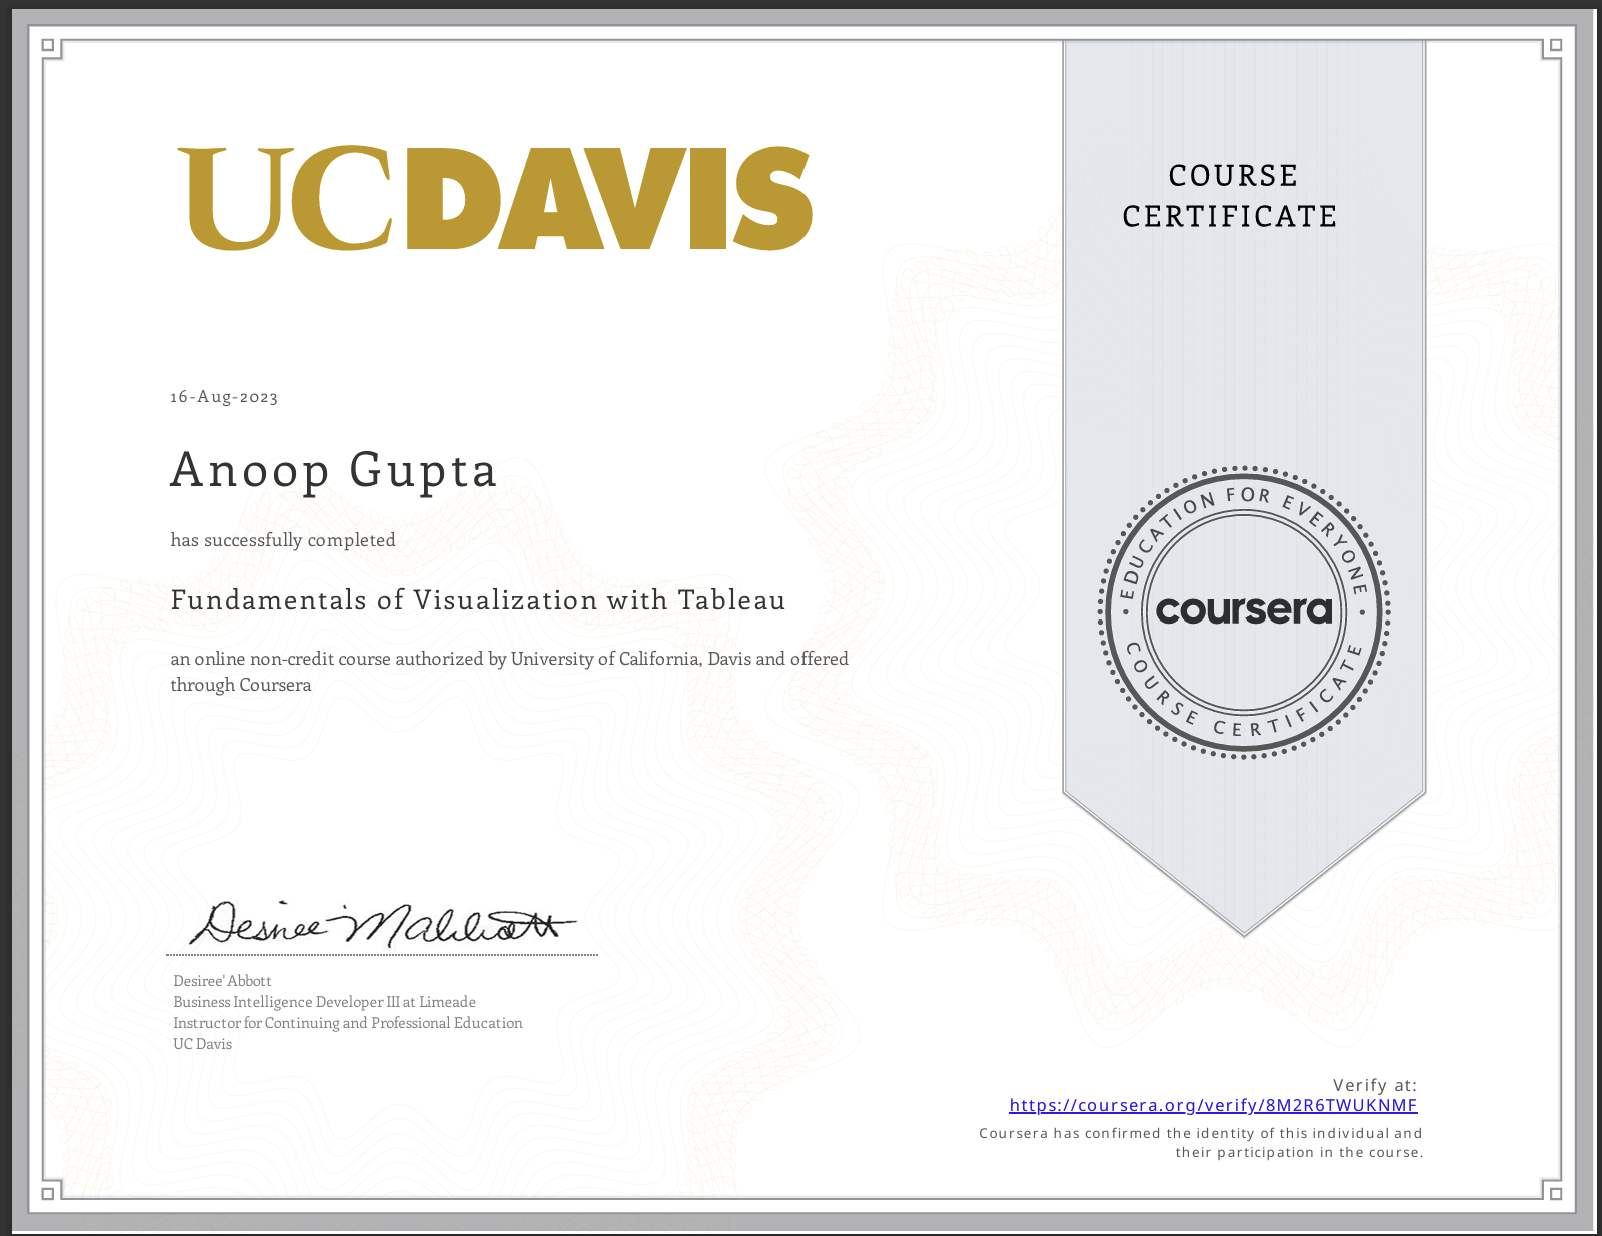 UCDAVIS
COURSE
CERTIFICATE
16-Aug-2023
Anoop Gupta
has successfully completed
Fundamentals of Visualization with Tableau
an online non-credit course authorized by University of California, Davis and offered
through Coursera
EDUCATION FOR EVERYONE
coursera
COURSE CERTIFICATE
Desiree' Abbott
Business Intelligence Developer III at Limeade
Instructor for Continuing and Professional Education
UC Davis
Verify at:
https://coursera.org/verify/8M2R6TWUKNMF
Coursera has confirmed the identity of this individual and
their participation in the course.